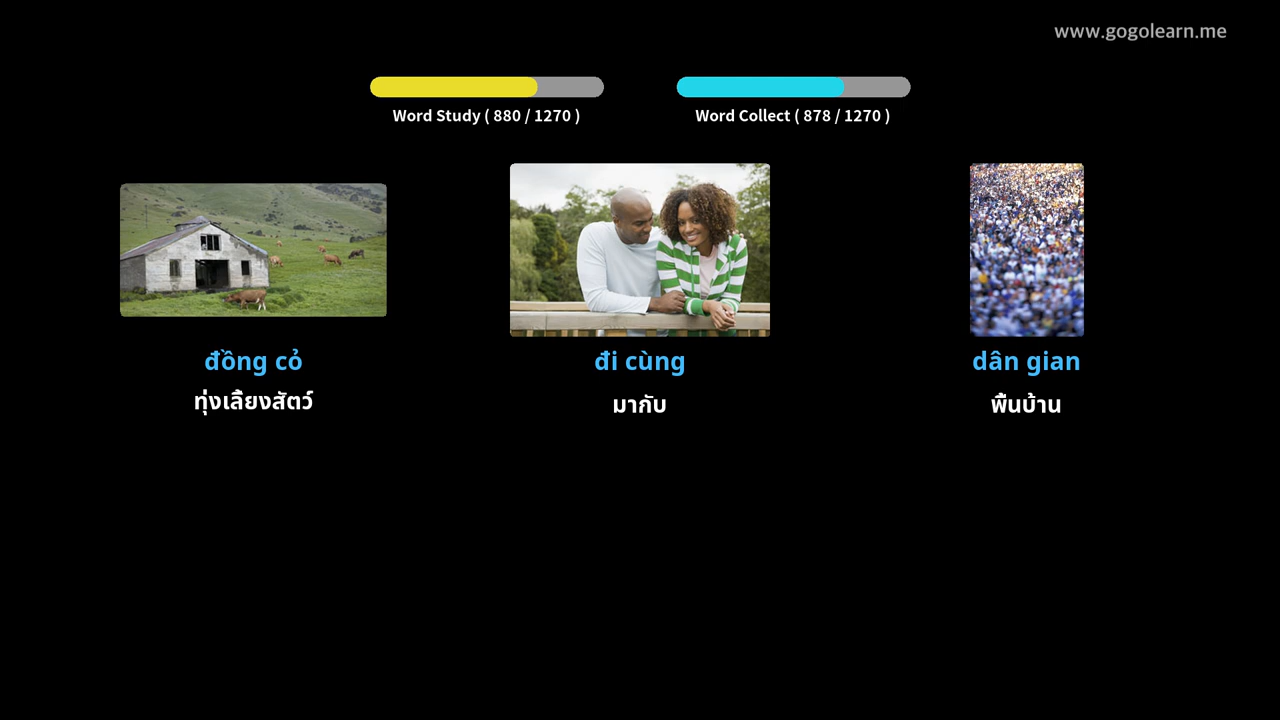 www.gogolearn.me
Word Study ( 880 / 1270 )
Word Collect ( 878 / 1270 )
đồng cỏ
đi cùng
dân gian
ทุ่งเลี้ยงสัตว์
มากับ
พื้นบ้าน